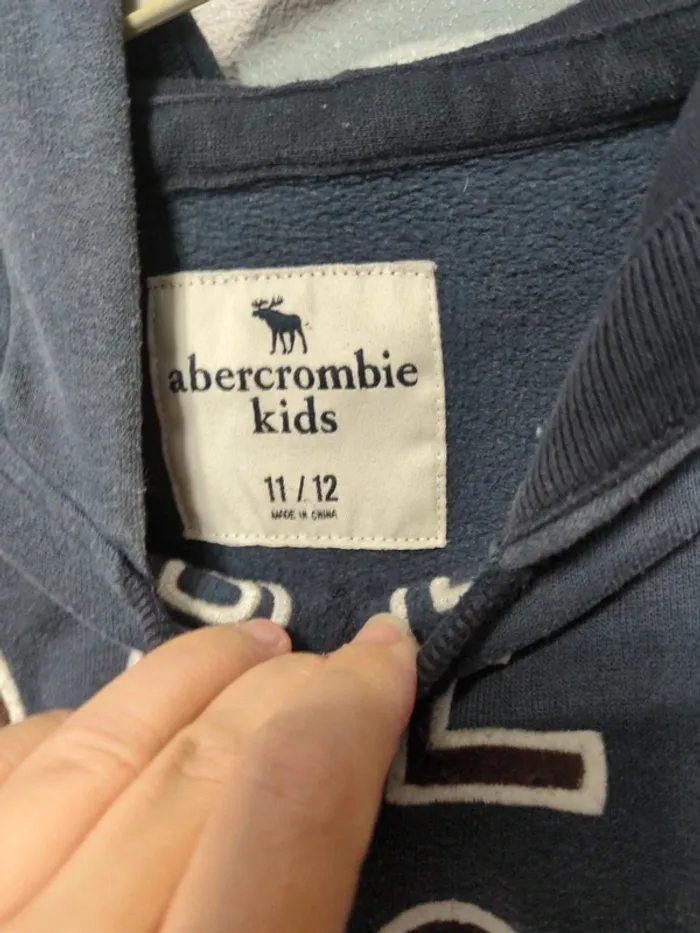 abercrombie
kids
11 / 12
MADE IN CHINA
L